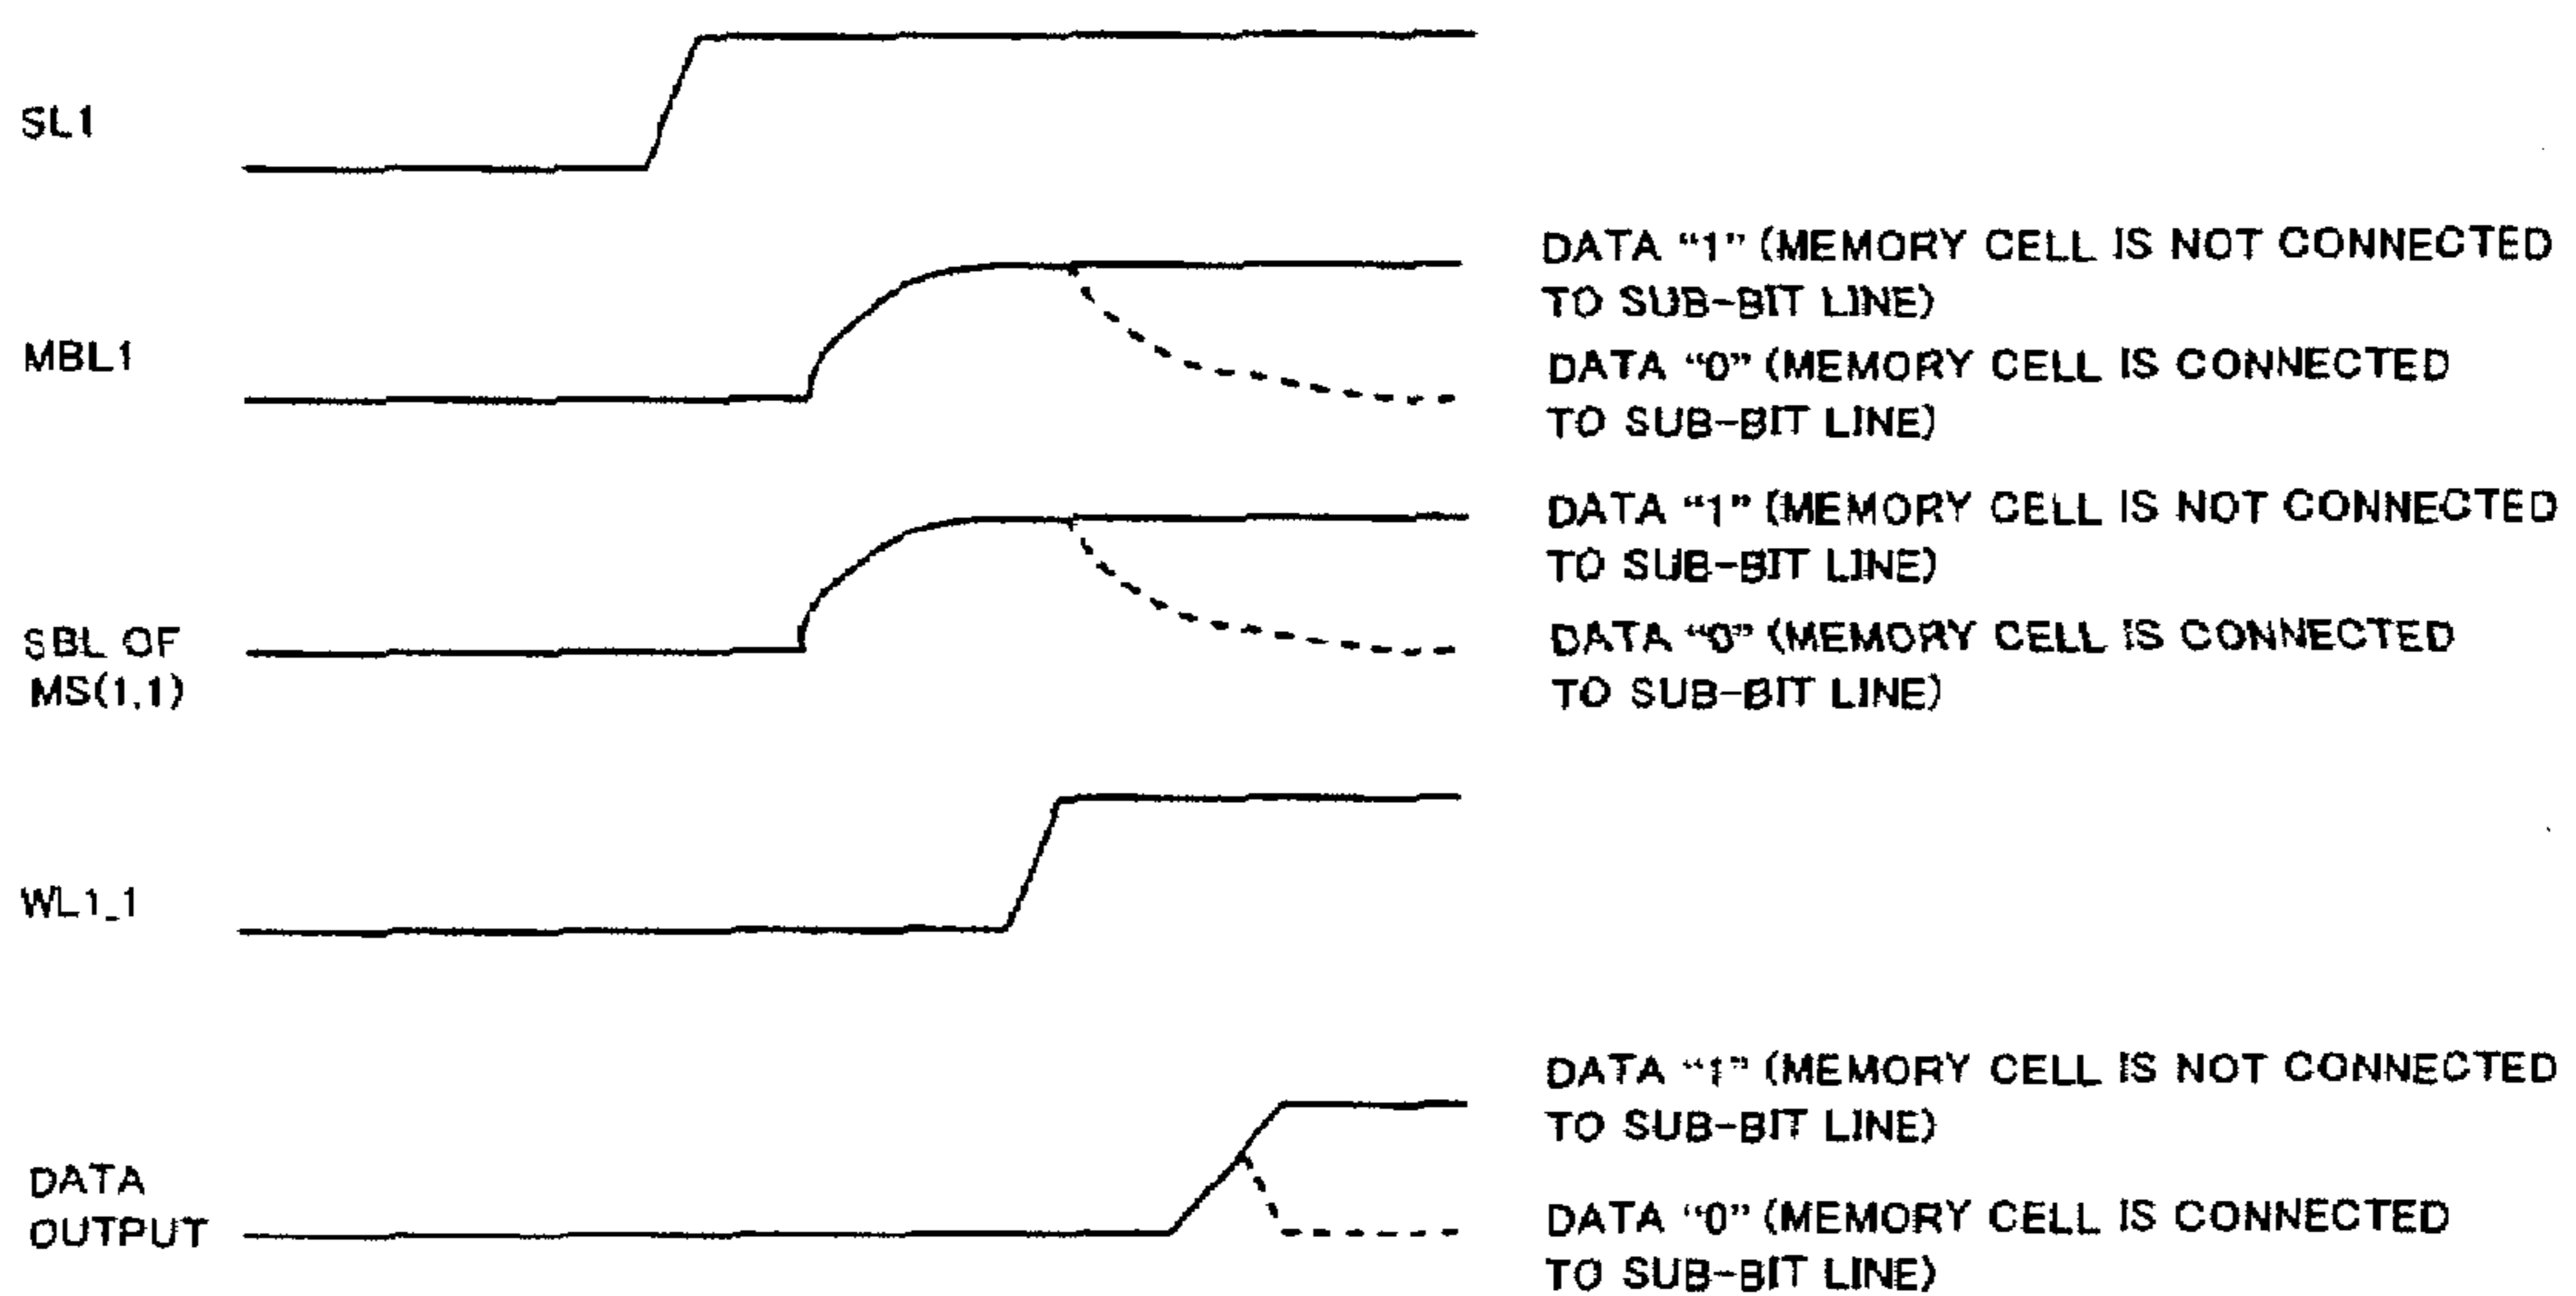 SL1
DATA “1” (MEMORY CELL IS NOT CONNECTED
TO SUB-BIT LINE)
MBL1
DATA “0” (MEMORY CELL IS CONNECTED
TO SUB-BIT LINE)
DATA “1” (MEMORY CELL IS NOT CONNECTED
TO SUB-BIT LINE)
SBL OF
MS(1,1)
DATA “0” (MEMORY CELL IS CONNECTED
TO SUB-BIT LINE)
WL1_1
DATA “1” (MEMORY CELL IS NOT CONNECTED
TO SUB-BIT LINE)
DATA
OUTPUT
DATA “0” (MEMORY CELL IS CONNECTED
TO SUB-BIT LINE)